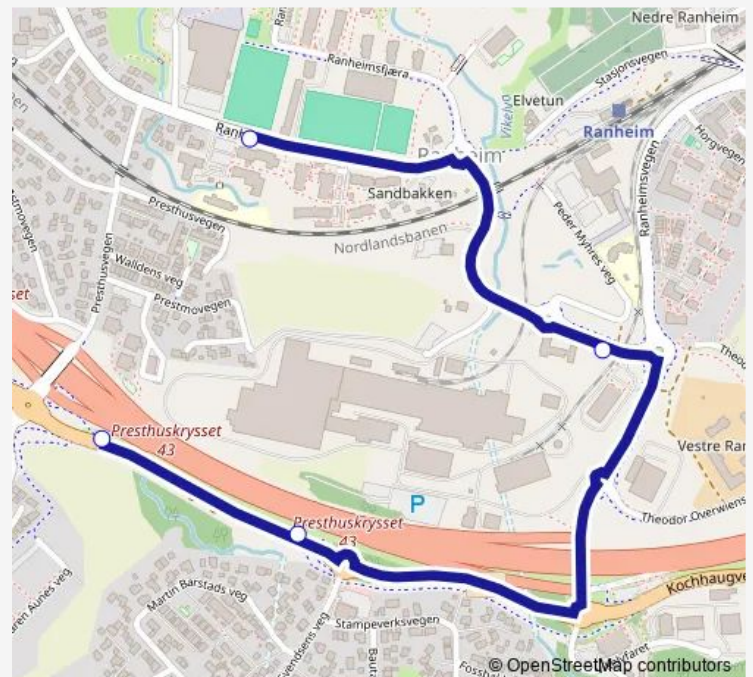 Nedre Ranheim
Ranheimsfjæra
Stasjonsvegen
Vikelva
Elvetun
Ranheim
Ranheim
Horgvegen
Sandbakken
Presthusvegen
Nordlandsbanen
Peder Myhres veg
Ranheimsvegen
Presthusvegen
Walldens veg
Prestmovegen
Presthuskrysset
43
Presthuskrysset
43
P
Vestre Ran
Theodor Overwiens
Kochhaugve
Martin Barstads veg
Stampeverksvegen
© OpenStreetMap contributors